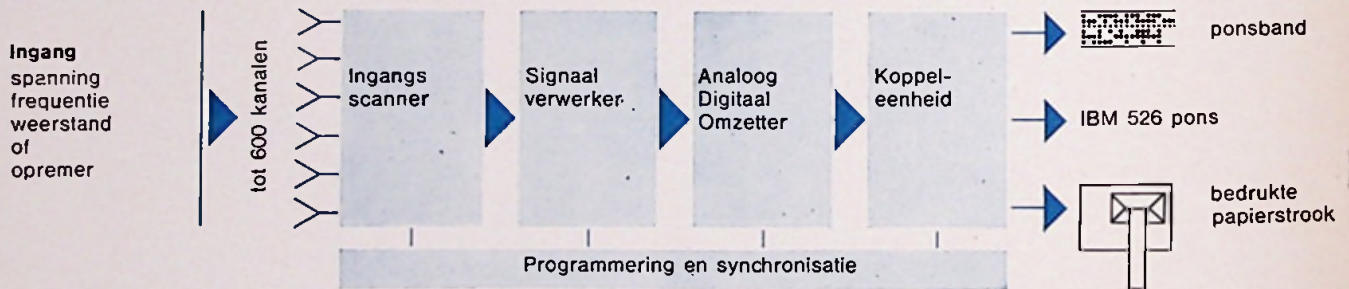 Ingang
spanning
frequentie
weerstand
of
opremer
tot 600 kanalen
Ingangs
scanner
Signaal
verwerker
Analoog
Digitaal
Omzetter
Koppel-
eenheid
ponsband
IBM 526 pons
bedrukte
papierstrook
Programmering en synchronisatie